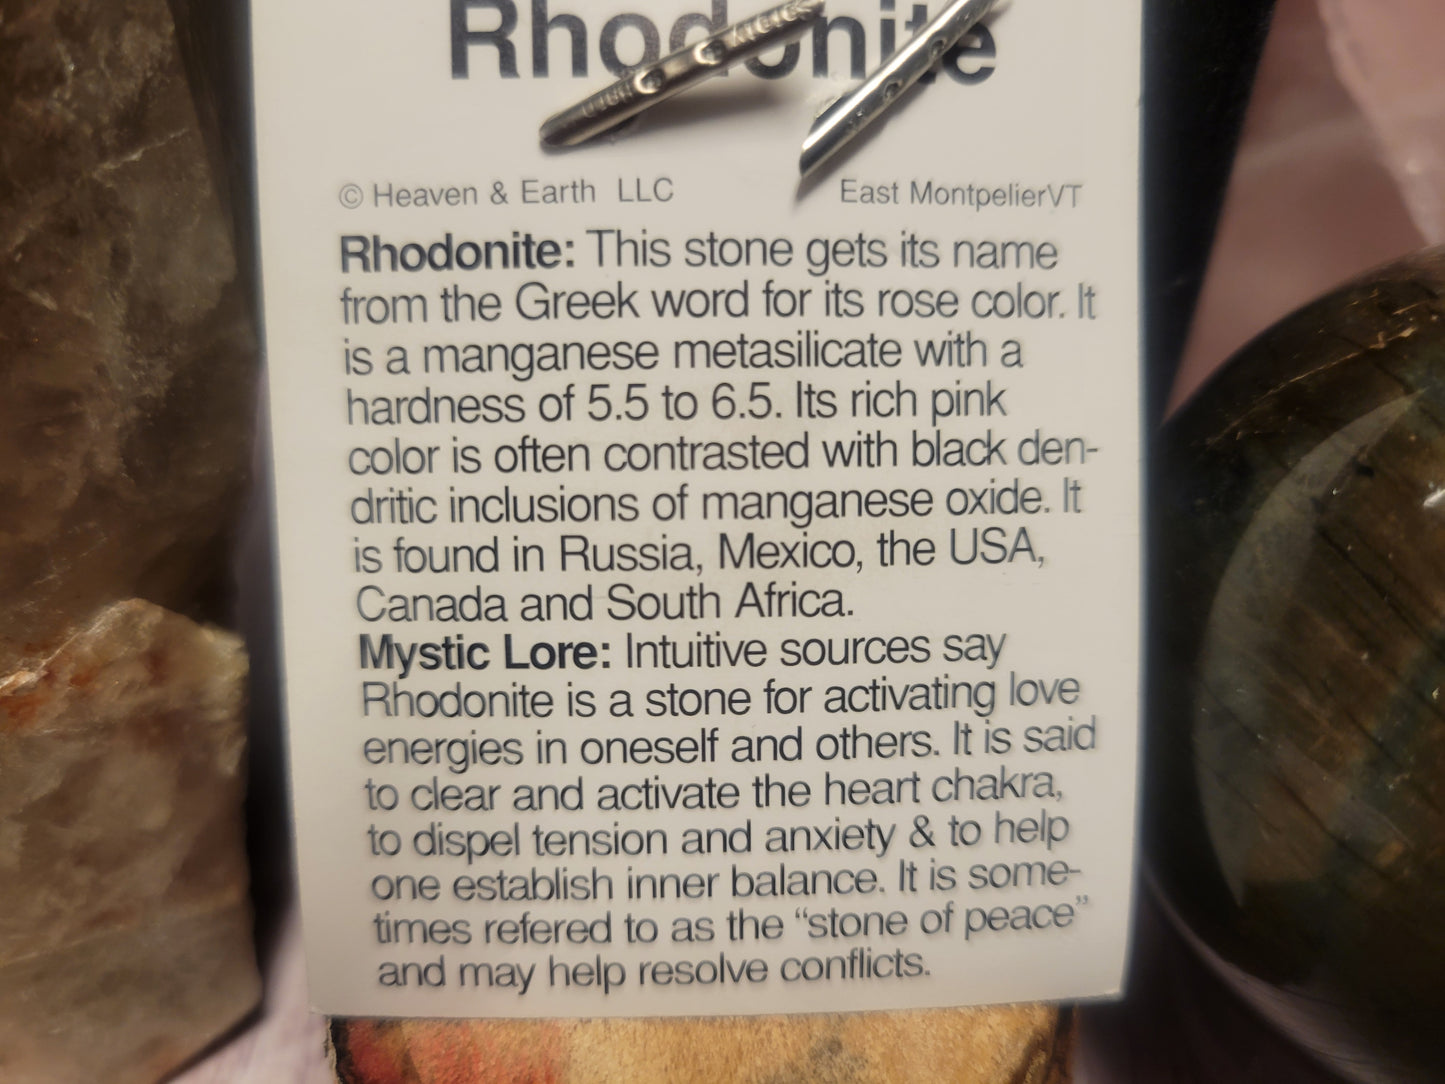 Rhodonite
© Heaven & Earth LLC East MontpelierVT
Rhodonite: This stone gets its name
from the Greek word for its rose color. It
is a manganese metasilicate with a
hardness of 5.5 to 6.5. Its rich pink
color is often contrasted with black den-
dritic inclusions of manganese oxide. It
is found in Russia, Mexico, the USA,
Canada and South Africa.
Mystic Lore: Intuitive sources say
Rhodonite is a stone for activating love
energies in oneself and others. It is said
to clear and activate the heart chakra,
to dispel tension and anxiety & to help
one establish inner balance. It is some-
times refered to as the “stone of peace”
and may help resolve conflicts.